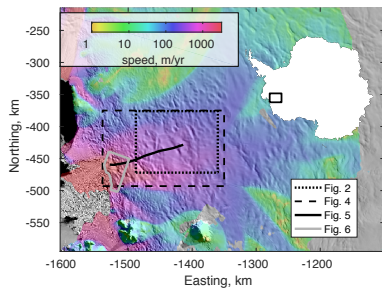 1 10 100 1000
speed, m/yr
Northing, km
-250
-300
-350
-400
-450
-500
-550
Fig. 2
Fig. 4
Fig. 5
Fig. 6
-1600 -1500 -1400 -1300 -1200
Easting, km